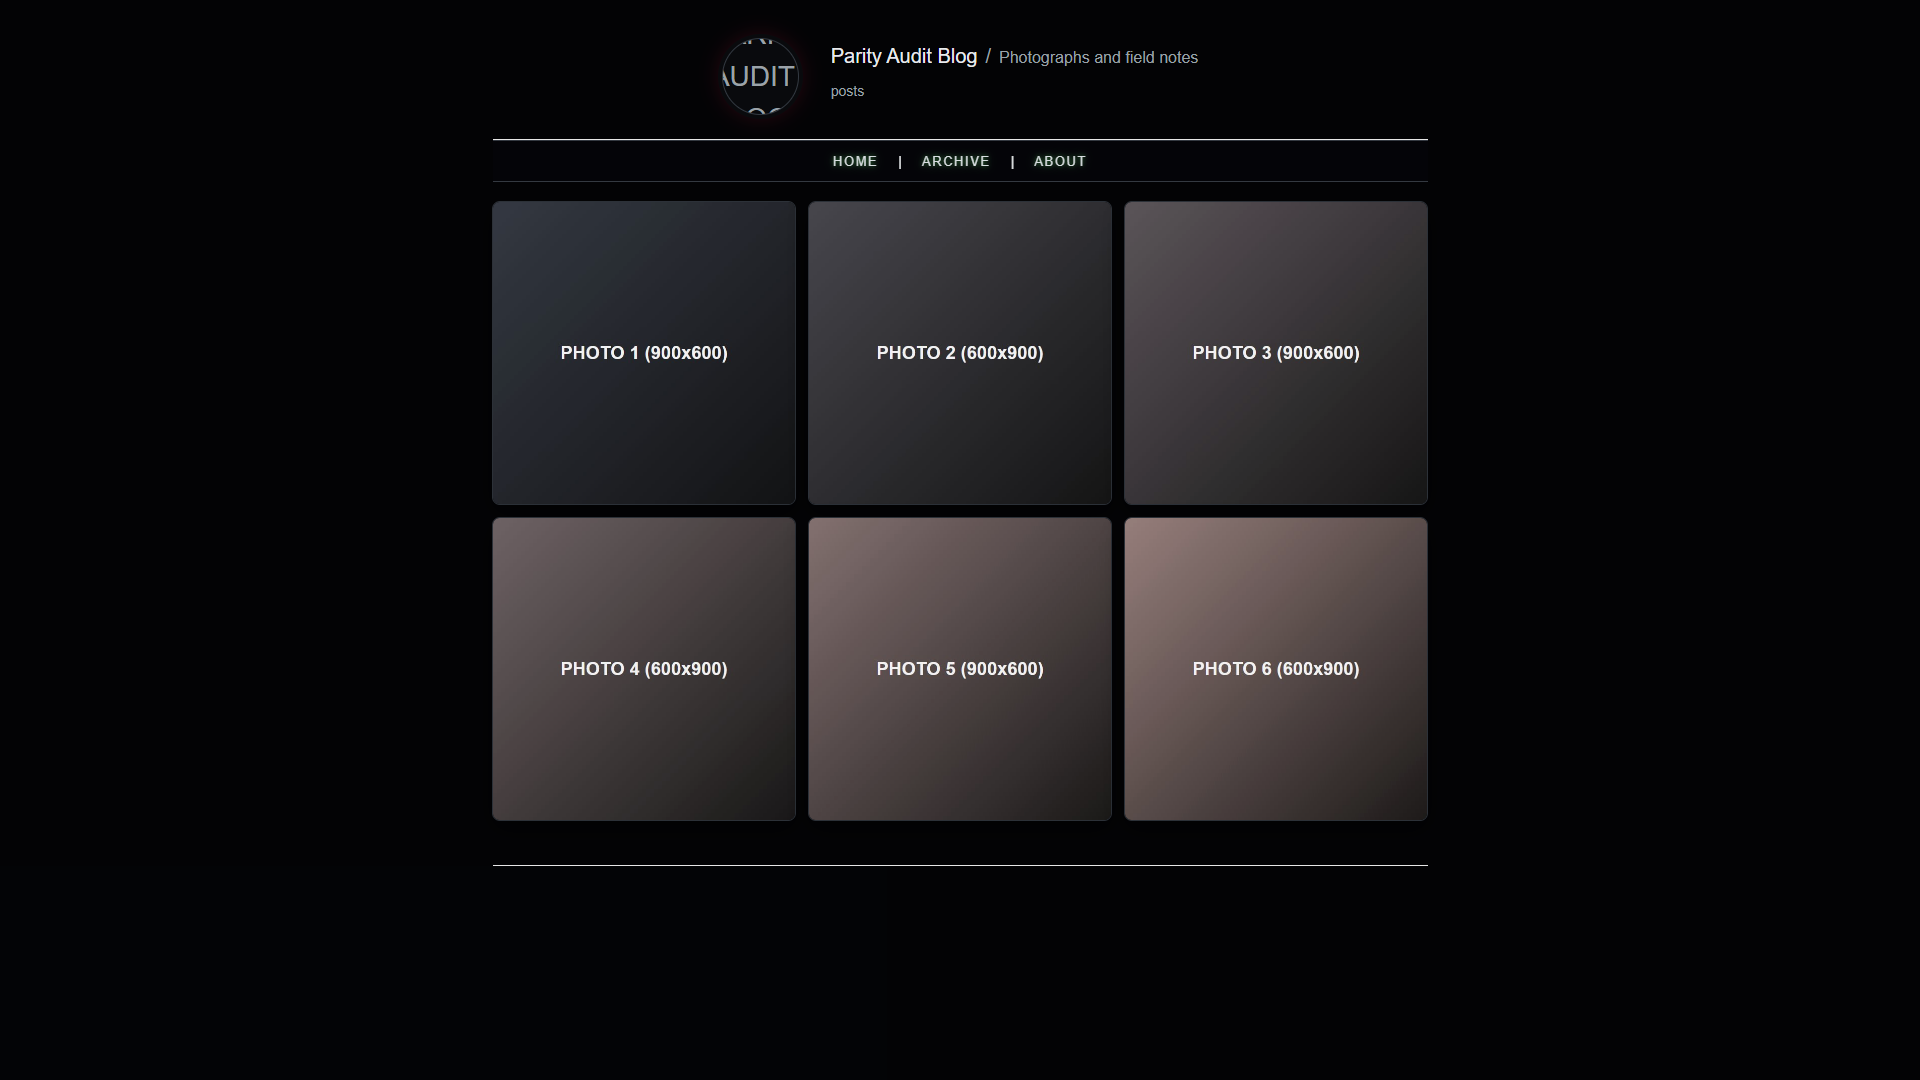 AUDIT
Parity Audit Blog / Photographs and field notes
posts
HOME | ARCHIVE | ABOUT
PHOTO 1 (900x600) PHOTO 2 (600x900) PHOTO 3 (900x600)
PHOTO 4 (600x900) PHOTO 5 (900x600) PHOTO 6 (600x900)